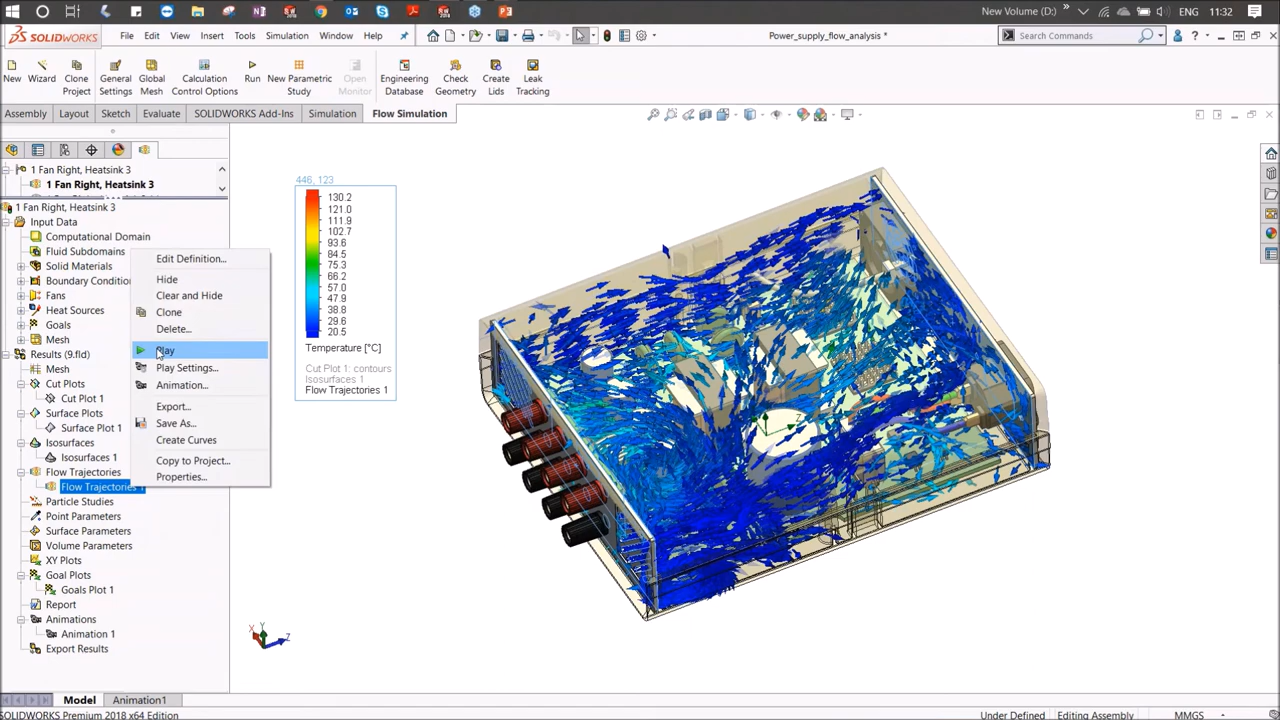 New Volume (D:) » ENG 11:32
SOLIDWORKS File Edit View Insert Tools Simulation Window Help Power_supply_flow_analysis * Search Commands
New Wizard Clone Project General Settings Global Mesh Calculation Control Options Run New Parametric Study Open Monitor Engineering Database Check Geometry Create Lids Leak Tracking
Assembly Layout Sketch Evaluate SOLIDWORKS Add-Ins Simulation Flow Simulation
1 Fan Right, Heatsink 3
1 Fan Right, Heatsink 3
1 Fan Right, Heatsink 3
Input Data
Computational Domain
Fluid Subdomains
Solid Materials
Boundary Conditio
Fans
Heat Sources
Goals
Mesh
Results (9.fld)
Mesh
Cut Plots
Cut Plot 1
Surface Plots
Surface Plot 1
Isosurfaces
Isosurfaces 1
Flow Trajectories
Flow Trajectories 1
Particle Studies
Point Parameters
Surface Parameters
Volume Parameters
XY Plots
Goal Plots
Goals Plot 1
Report
Animations
Animation 1
Export Results
Edit Definition...
Hide
Clear and Hide
Clone
Delete...
Play
Play Settings...
Animation...
Export...
Save As...
Create Curves
Copy to Project...
Properties...
446, 123
130.2
121.0
111.9
102.7
93.6
84.5
75.3
66.2
57.0
47.9
38.8
29.6
20.5
Temperature [°C]
Cut Plot 1: contours
Isosurfaces 1
Flow Trajectories 1
X Y Z
Model Animation1
SOLIDWORKS Premium 2018 x64 Edition Under Defined Editing Assembly MMGS